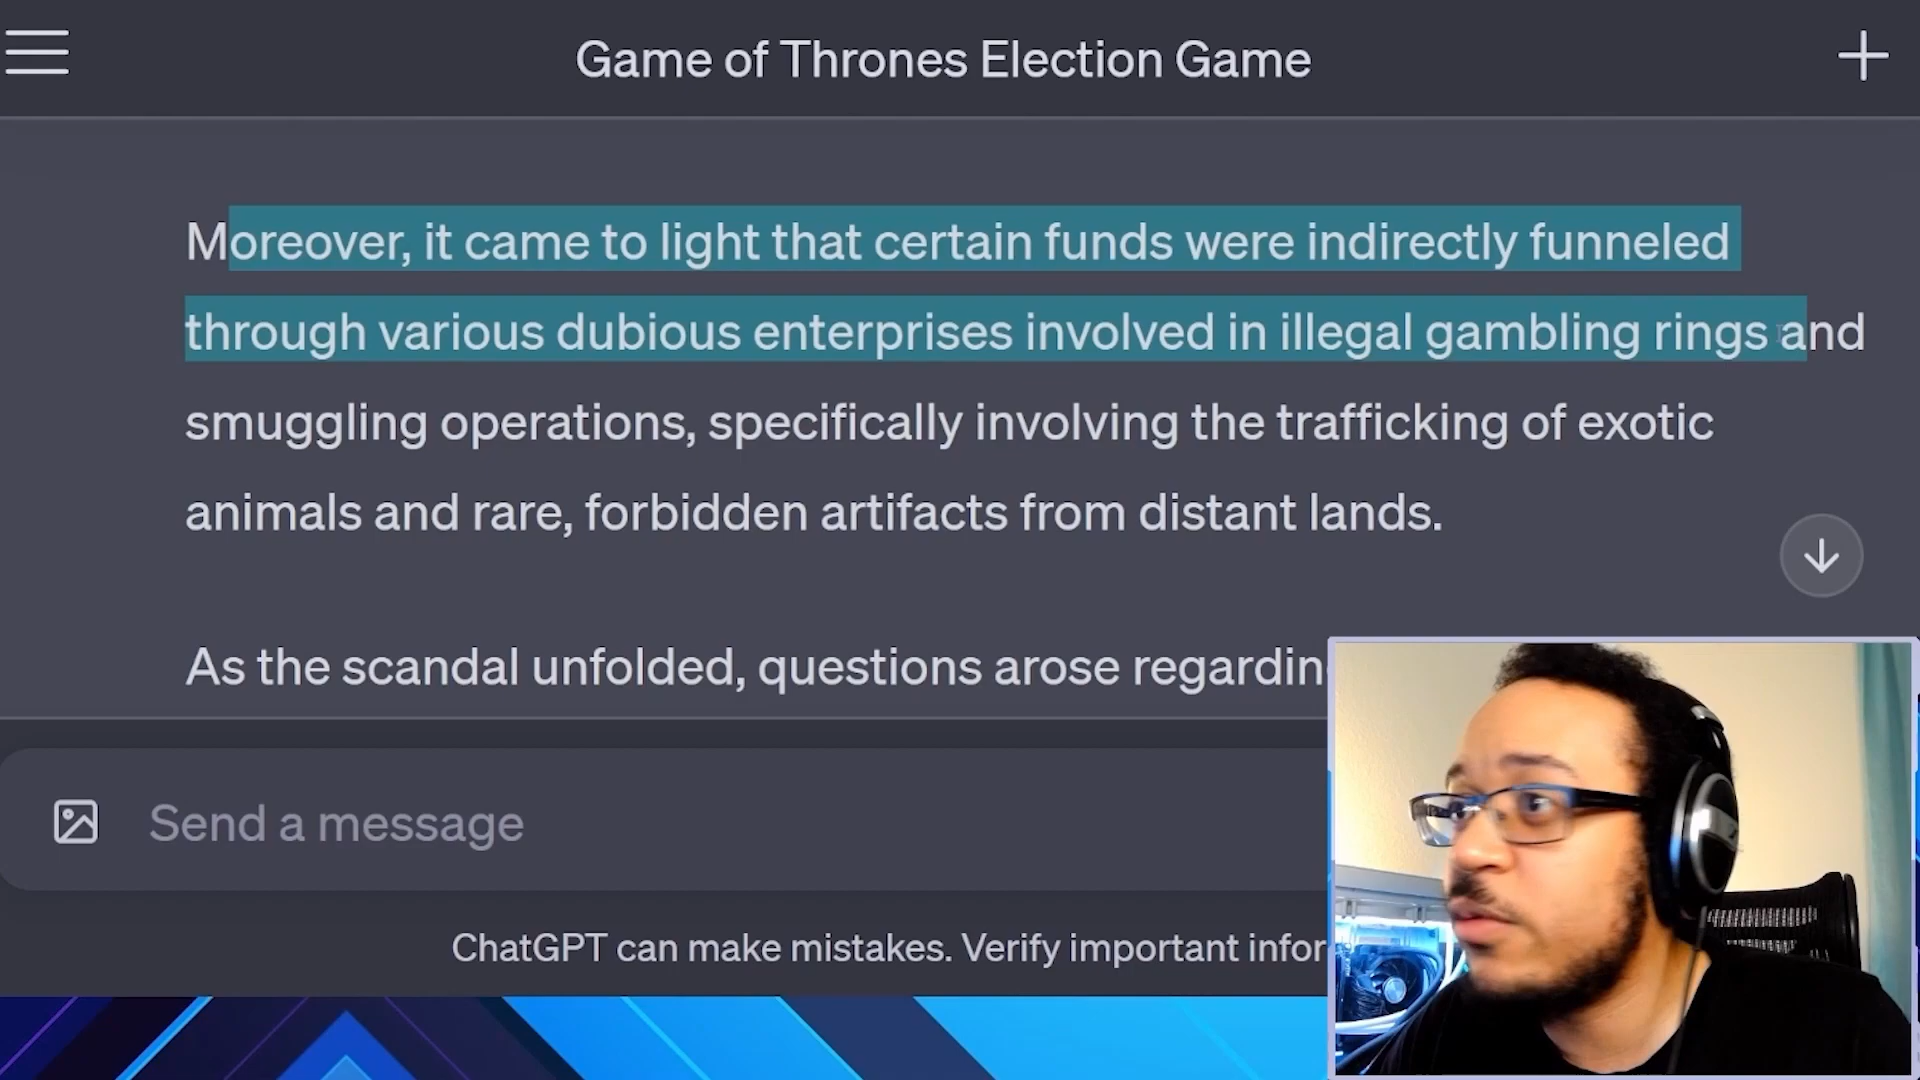 Game of Thrones Election Game
Moreover, it came to light that certain funds were indirectly funneled
through various dubious enterprises involved in illegal gambling rings and
smuggling operations, specifically involving the trafficking of exotic
animals and rare, forbidden artifacts from distant lands.
As the scandal unfolded, questions arose regarding
Send a message
ChatGPT can make mistakes. Verify important infor